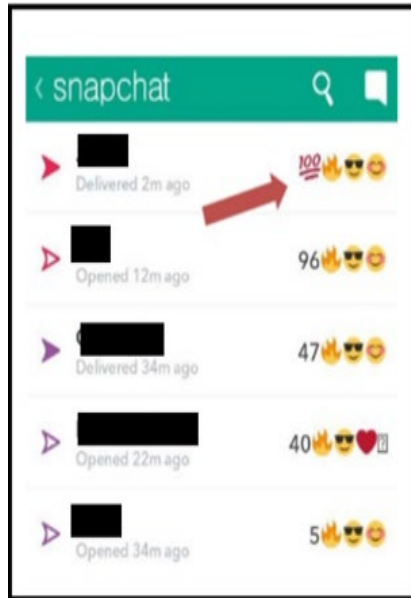 snapchat
💯🔥😎😊
Delivered 2m ago
96🔥😎😊
Opened 12m ago
47🔥😎😊
Delivered 34m ago
40🔥😎❤
Opened 22m ago
5🔥😎😊
Opened 34m ago